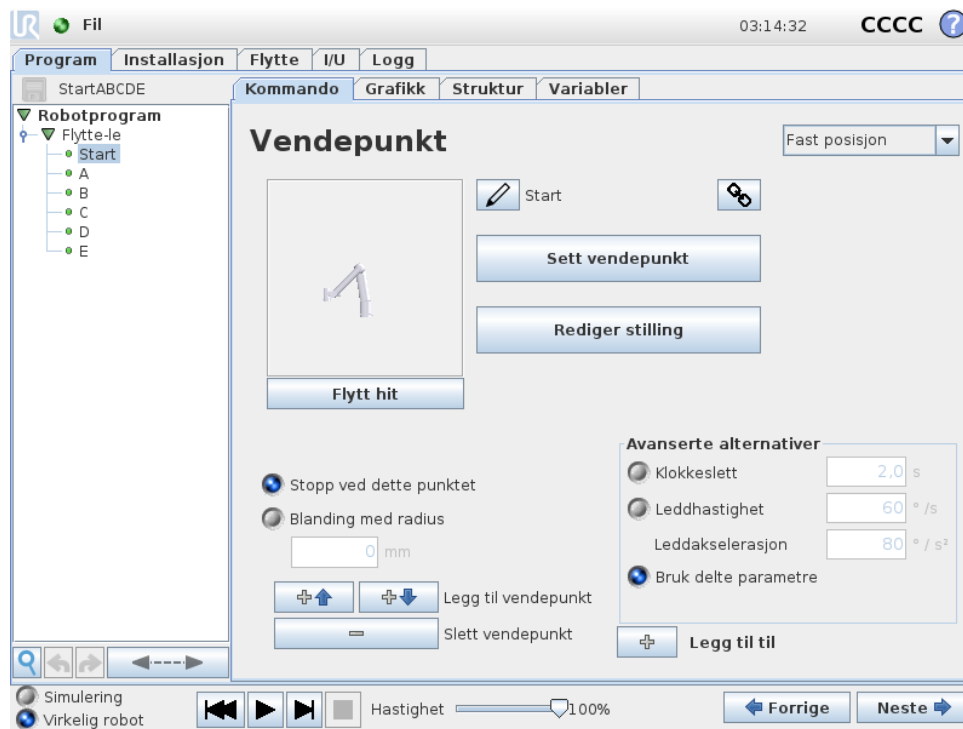 UR Fil 03:14:32 CCCC ?
Program Installasjon Flytte I/U Logg
StartABCDE
Kommando Grafikk Struktur Variabler
Robotprogram
Flytte-le
Start
A
B
C
D
E
Vendepunkt
Fast posisjon
Start
Sett vendepunkt
Rediger stilling
Flytt hit
Stopp ved dette punktet
Blanding med radius
0 mm
Legg til vendepunkt
Slett vendepunkt
Avanserte alternativer
Klokkeslett 2,0 s
Leddhastighet 60 ° /s
Leddakselerasjon 80 ° / s²
Bruk delte parametre
Legg til til
Simulering
Virkelig robot
Hastighet 100%
Forrige Neste